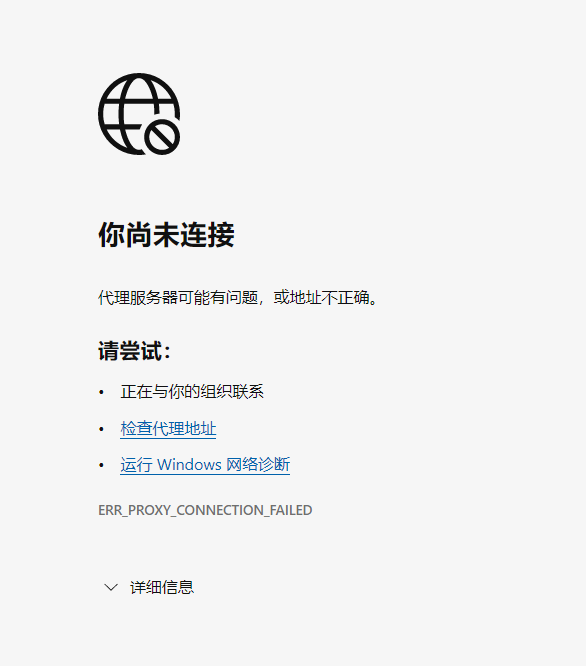 你尚未连接
代理服务器可能有问题，或地址不正确。
请尝试：
• 正在与你的组织联系
• 检查代理地址
• 运行 Windows 网络诊断
ERR_PROXY_CONNECTION_FAILED
详细信息